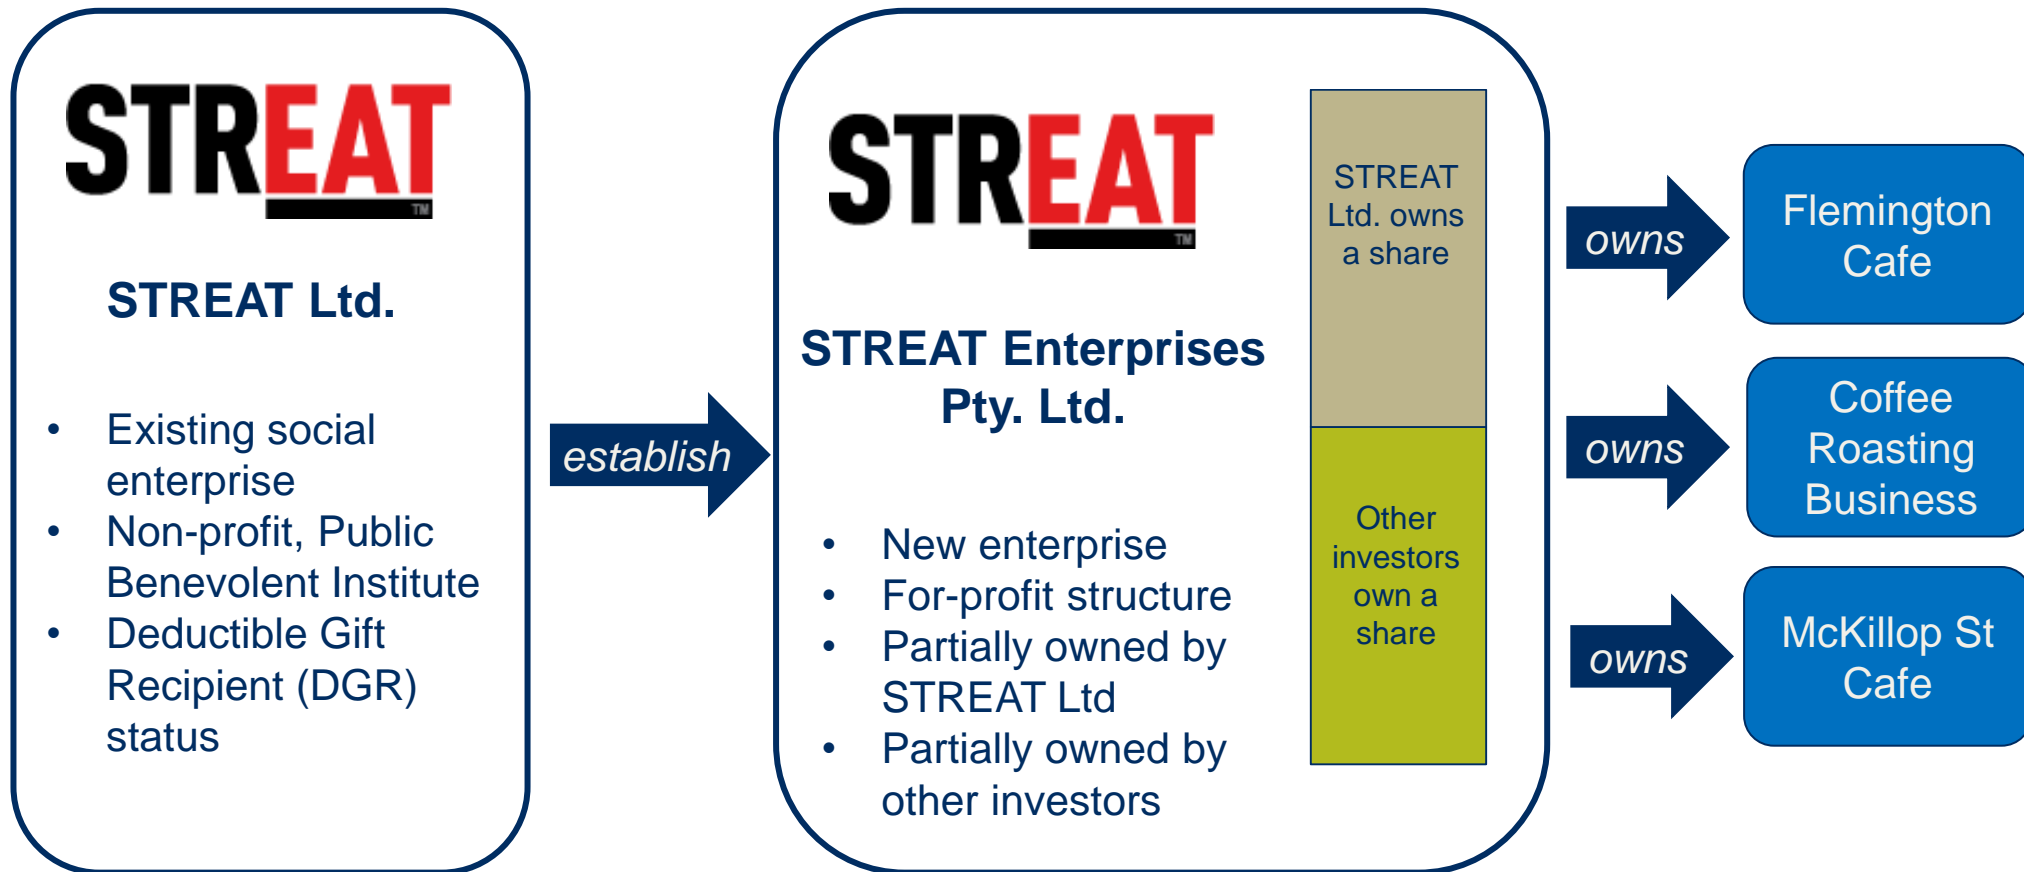 STREAT
TM
STREAT Ltd.
• Existing social
enterprise
• Non-profit, Public
Benevolent Institute
• Deductible Gift
Recipient (DGR)
status
establish
STREAT
TM
STREAT Enterprises
Pty. Ltd.
• New enterprise
• For-profit structure
• Partially owned by
STREAT Ltd
• Partially owned by
other investors
STREAT
Ltd. owns
a share
Other
investors
own a
share
owns
Flemington
Cafe
owns
Coffee
Roasting
Business
owns
McKillop St
Cafe